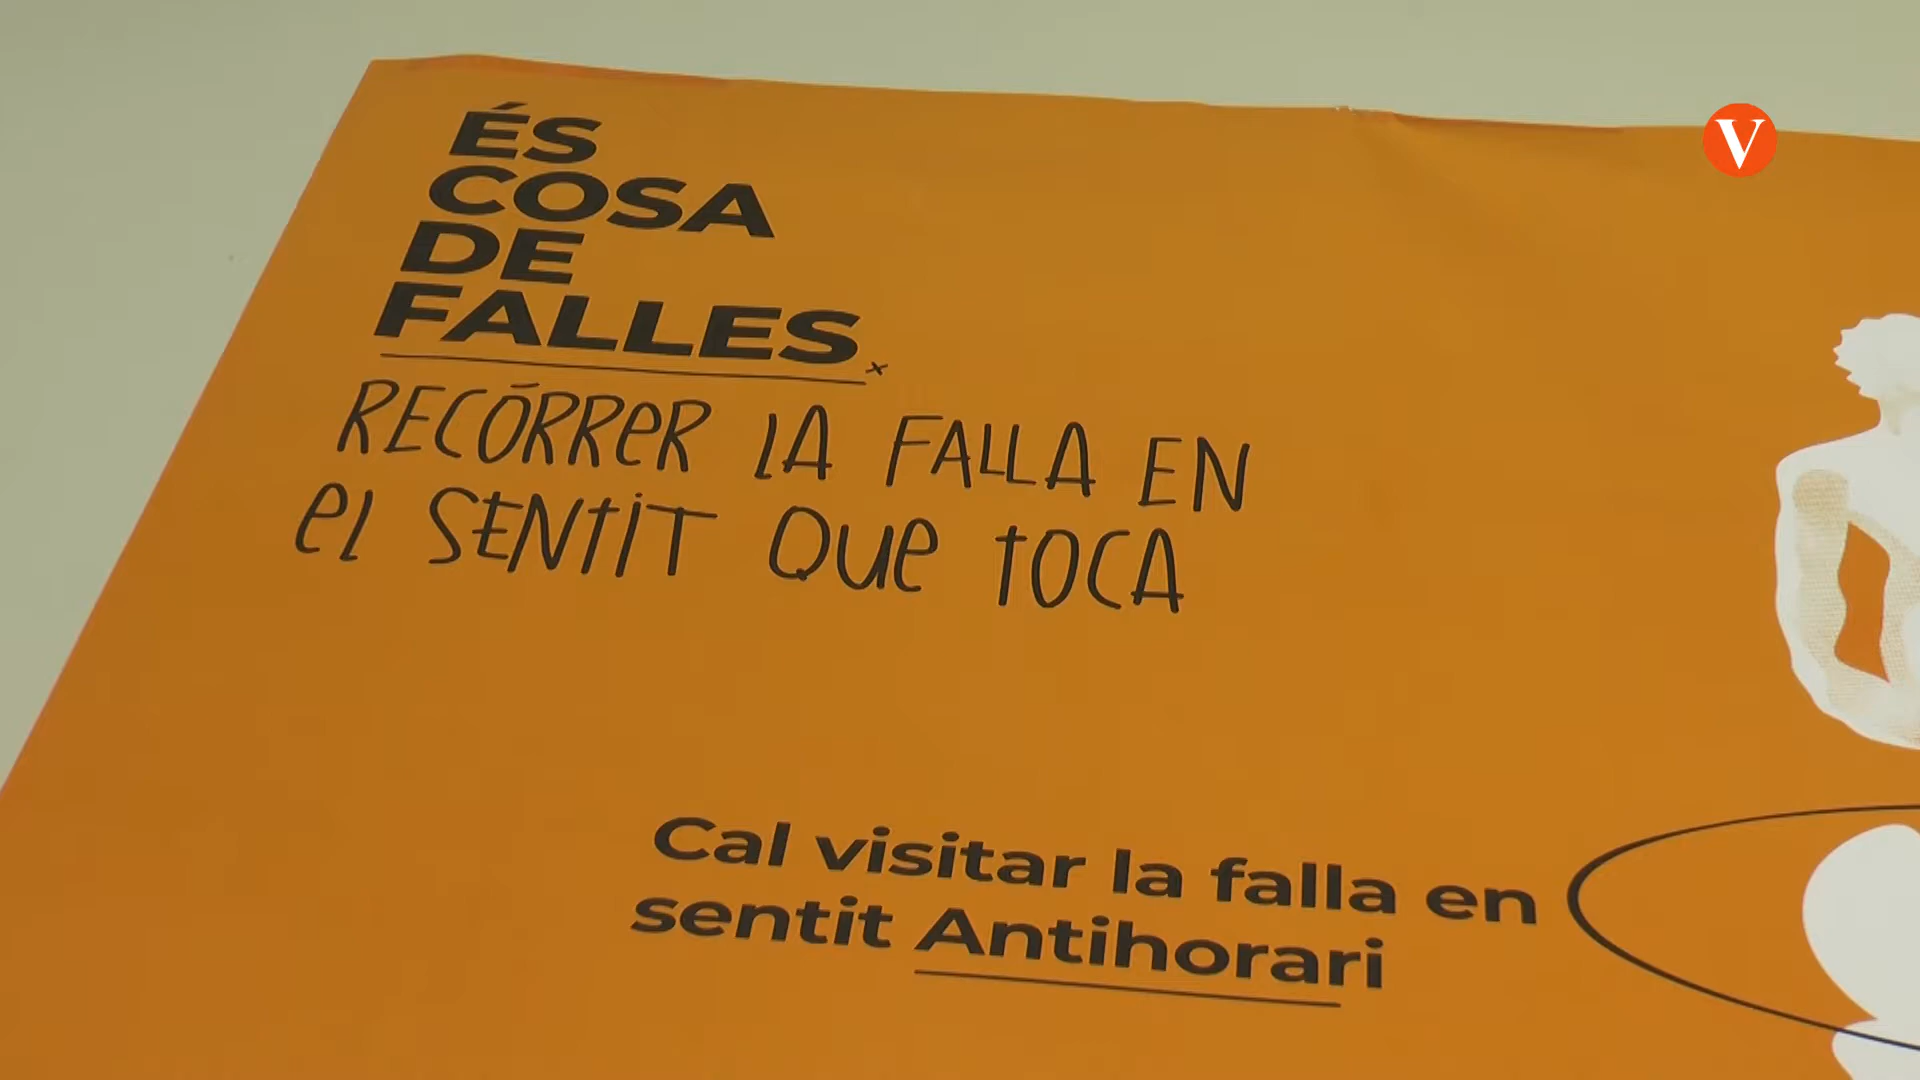 V
ÉS
COSA
DE
FALLES
RECÓRRER LA FALLA EN
el SENTIT QUE TOCA
Cal visitar la falla en
sentit Antihorari